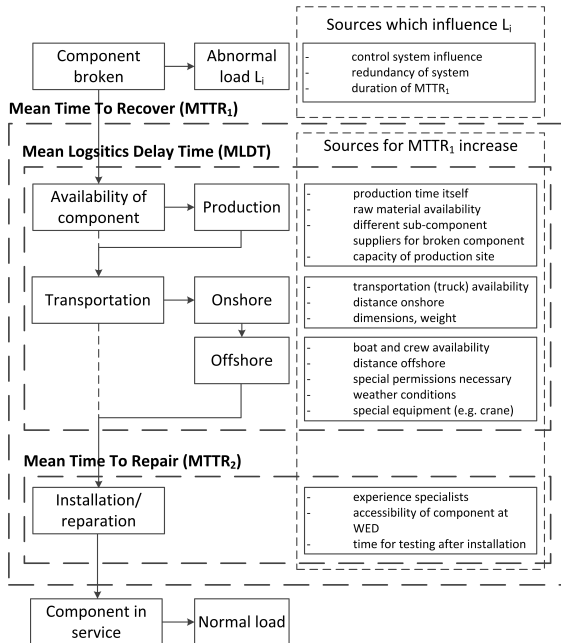 Sources which influence Lᵢ
Component
broken
Abnormal
load Lᵢ
- control system influence
- redundancy of system
- duration of MTTR₁
Mean Time To Recover (MTTR₁)
Sources for MTTR₁ increase
Mean Logsitics Delay Time (MLDT)
Availability of
component
Production
- production time itself
- raw material availability
- different sub-component
suppliers for broken component
- capacity of production site
Transportation
Onshore
- transportation (truck) availability
- distance onshore
- dimensions, weight
Offshore
- boat and crew availability
- distance offshore
- special permissions necessary
- weather conditions
- special equipment (e.g. crane)
Mean Time To Repair (MTTR₂)
Installation/
reparation
- experience specialists
- accessibility of component at
WED
- time for testing after installation
Component in
service
Normal load